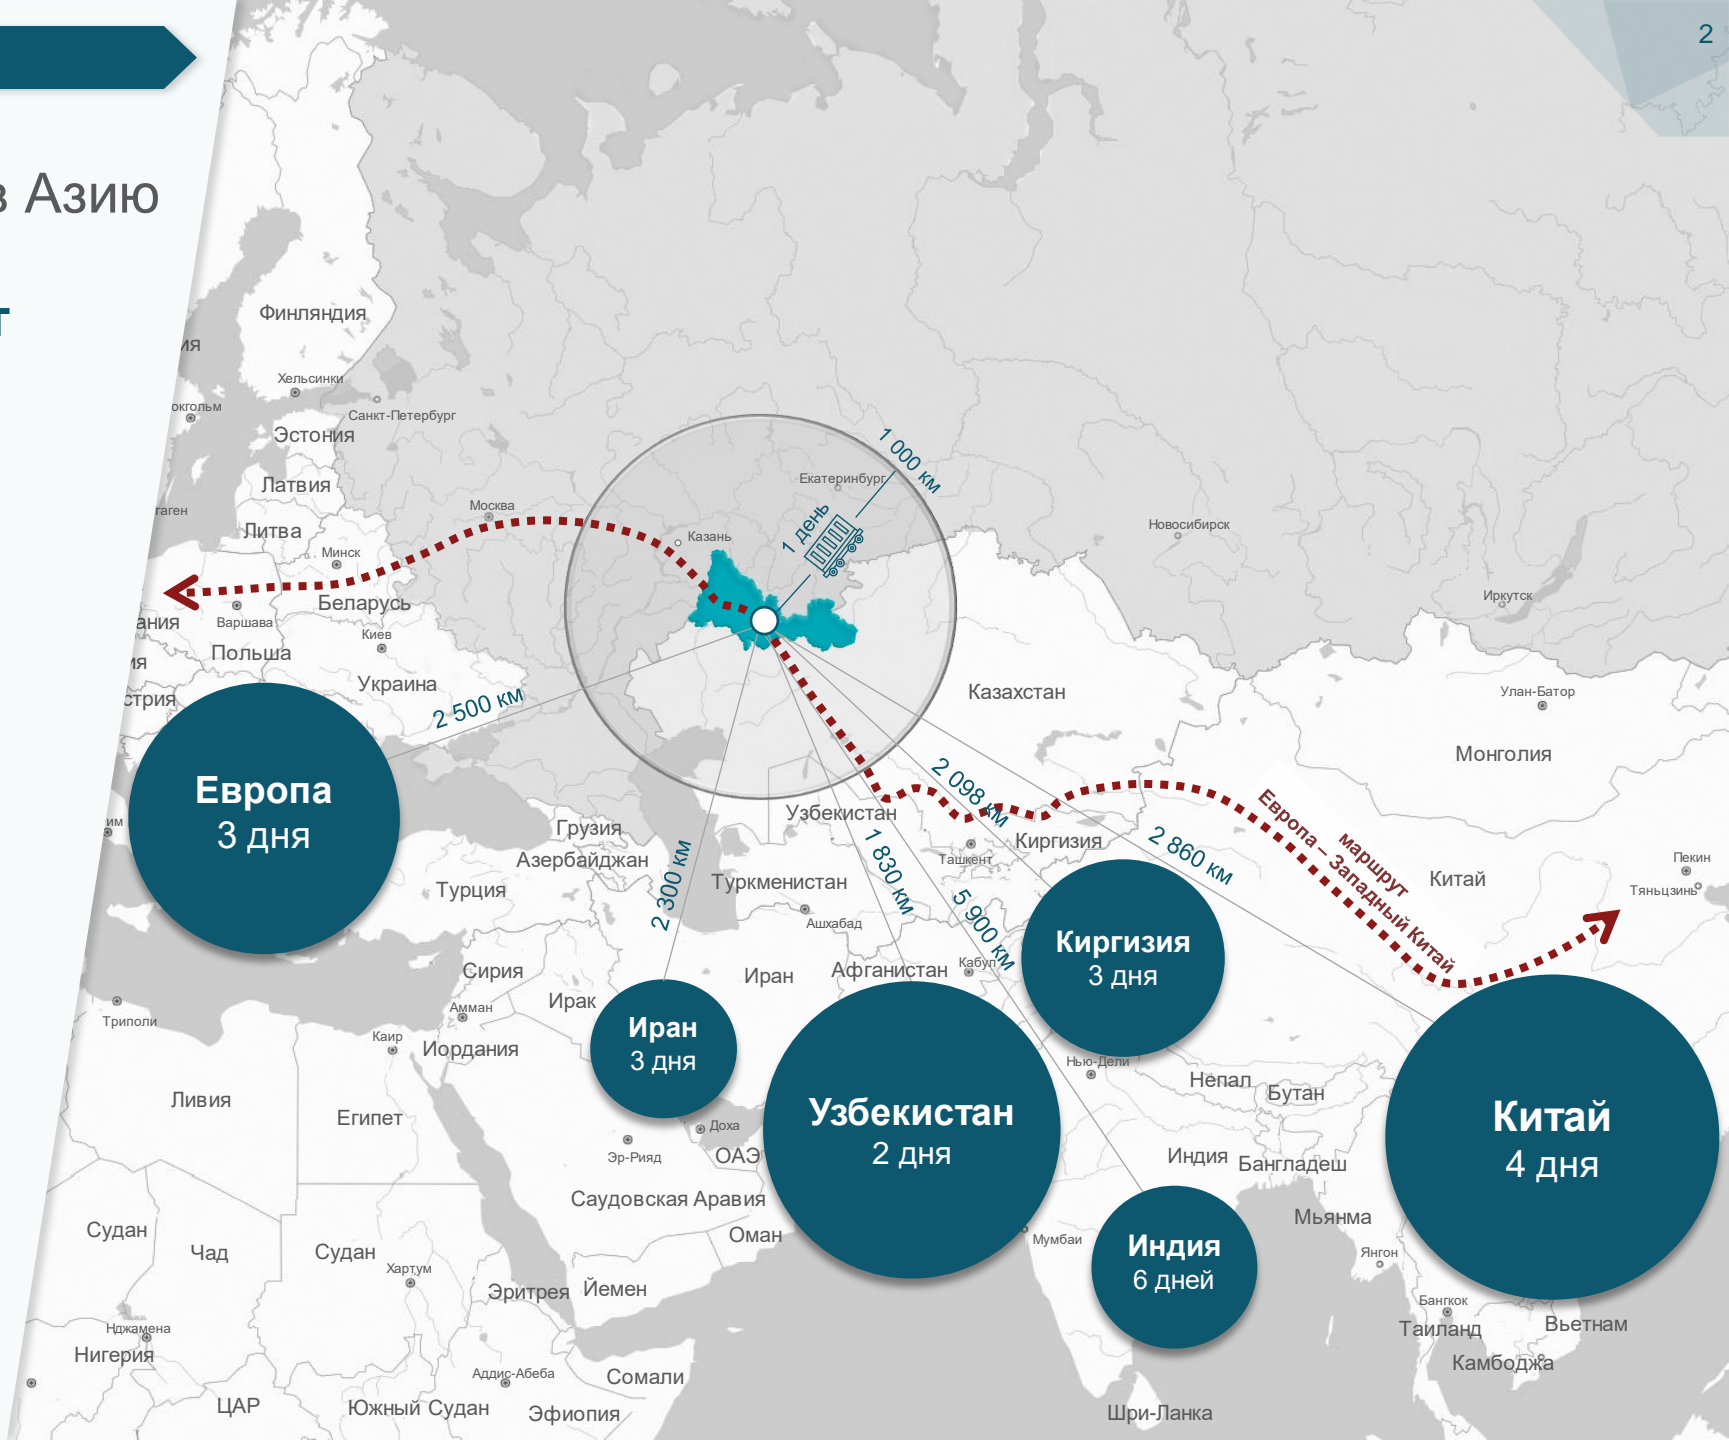 2
в Азию
Финляндия
Хельсинки
Санкт-Петербург
Эстония
Латвия
Литва
Москва
Минск
Беларусь
Варшава
Польша
Киев
Украина
Казань
Екатеринбург
1 000 км
1 день
Новосибирск
Иркутск
Казахстан
Улан-Батор
Монголия
2 500 км
Европа
3 дня
Грузия
Азербайджан
Турция
2 300 км
Узбекистан
Туркменистан
Ашхабад
1 830 км
2 098 км
5 900 км
Ташкент
Киргизия
2 860 км
маршрут
Европа – Западный Китай
Китай
Пекин
Тяньцзинь
Сирия
Ирак
Иран
Афганистан
Кабул
Киргизия
3 дня
Амман
Иордания
Триполи
Каир
Иран
3 дня
Нью-Дели
Непал
Бутан
Ливия
Египет
Доха
ОАЭ
Эр-Рияд
Саудовская Аравия
Оман
Узбекистан
2 дня
Индия
Бангладеш
Китай
4 дня
Мьянма
Янгон
Мумбаи
Индия
6 дней
Судан
Чад
Судан
Хартум
Эритрея
Йемен
Бангкок
Таиланд
Вьетнам
Камбоджа
Нджамена
Нигерия
Аддис-Абеба
Сомали
ЦАР
Южный Судан
Эфиопия
Шри-Ланка